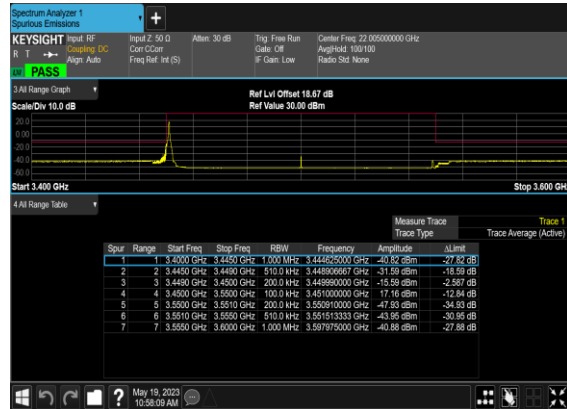 Spectrum Analyzer 1
Spurious Emissions
KEYSIGHT Input: RF Input Z: 50 Ω Atten: 30 dB Trig: Free Run Center Freq: 22.005000000 GHz
R T Coupling: DC Corr CCorr Gate: Off Avg|Hold: 100/100
Align: Auto Freq Ref: Int (S) IF Gain: Low Radio Std: None
PASS
3 All Range Graph
Ref Lvl Offset 18.67 dB
Scale/Div 10.0 dB Ref Value 30.00 dBm
20.0
0.00
-20.0
-40.0
-60.0
Start 3.400 GHz Stop 3.600 GHz
4 All Range Table
Measure Trace Trace 1
Trace Type Trace Average (Active)
Spur Range Start Freq Stop Freq RBW Frequency Amplitude ΔLimit
1 1 3.4000 GHz 3.4450 GHz 1.000 MHz 3.444625000 GHz -40.82 dBm -27.82 dB
2 2 3.4450 GHz 3.4490 GHz 510.0 kHz 3.448906667 GHz -31.59 dBm -18.59 dB
3 3 3.4490 GHz 3.4500 GHz 200.0 kHz 3.449990000 GHz -15.59 dBm -2.587 dB
4 4 3.4500 GHz 3.5500 GHz 100.0 kHz 3.451000000 GHz 17.16 dBm -12.84 dB
5 5 3.5500 GHz 3.5510 GHz 200.0 kHz 3.550910000 GHz -47.93 dBm -34.93 dB
6 6 3.5510 GHz 3.5550 GHz 510.0 kHz 3.551513333 GHz -43.95 dBm -30.95 dB
7 7 3.5550 GHz 3.6000 GHz 1.000 MHz 3.597975000 GHz -40.88 dBm -27.88 dB
? May 19, 2023
10:58:09 AM